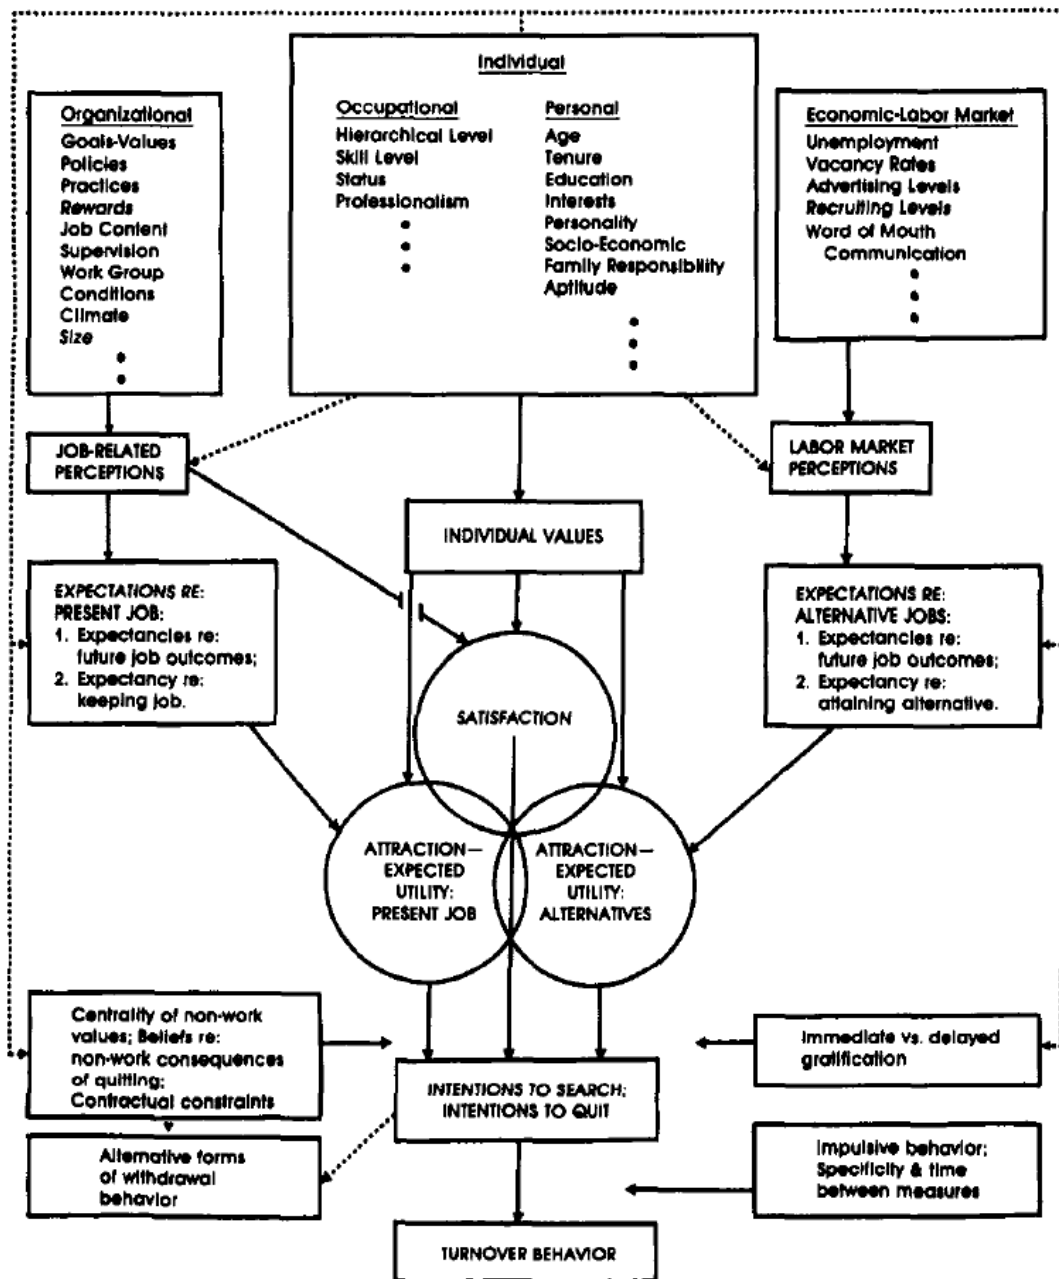 Individual
Occupational
Hierarchical Level
Skill Level
Status
Professionalism
Personal
Age
Tenure
Education
Interests
Personality
Socio-Economic
Family Responsibility
Aptitude
Organizational
Goals-Values
Policies
Practices
Rewards
Job Content
Supervision
Work Group
Conditions
Climate
Size
Economic-Labor Market
Unemployment
Vacancy Rates
Advertising Levels
Recruiting Levels
Word of Mouth
Communication
JOB-RELATED
PERCEPTIONS
LABOR MARKET
PERCEPTIONS
INDIVIDUAL VALUES
EXPECTATIONS RE:
PRESENT JOB:
1. Expectancies re:
future job outcomes;
2. Expectancy re:
keeping job.
EXPECTATIONS RE:
ALTERNATIVE JOBS:
1. Expectancies re:
future job outcomes;
2. Expectancy re:
attaining alternative.
SATISFACTION
ATTRACTION—
EXPECTED
UTILITY:
PRESENT JOB
ATTRACTION—
EXPECTED
UTILITY:
ALTERNATIVES
Centrality of non-work
values; Beliefs re:
non-work consequences
of quitting;
Contractual constraints
Immediate vs. delayed
gratification
INTENTIONS TO SEARCH;
INTENTIONS TO QUIT
Alternative forms
of withdrawal
behavior
Impulsive behavior;
Specificity & time
between measures
TURNOVER BEHAVIOR